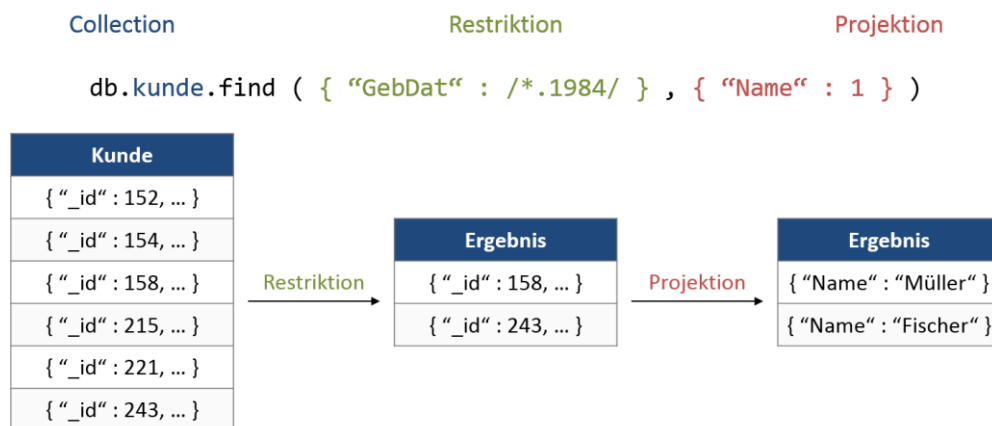 Collection Restriktion Projektion
db.kunde.find ( { “GebDat“ : /*.1984/ } , { “Name“ : 1 } )
Kunde
{ “_id“ : 152, … }
{ “_id“ : 154, … }
{ “_id“ : 158, … }
{ “_id“ : 215, … }
{ “_id“ : 221, … }
{ “_id“ : 243, … }
Restriktion
Ergebnis
{ “_id“ : 158, … }
{ “_id“ : 243, … }
Projektion
Ergebnis
{ “Name“ : “Müller“ }
{ “Name“ : “Fischer“ }